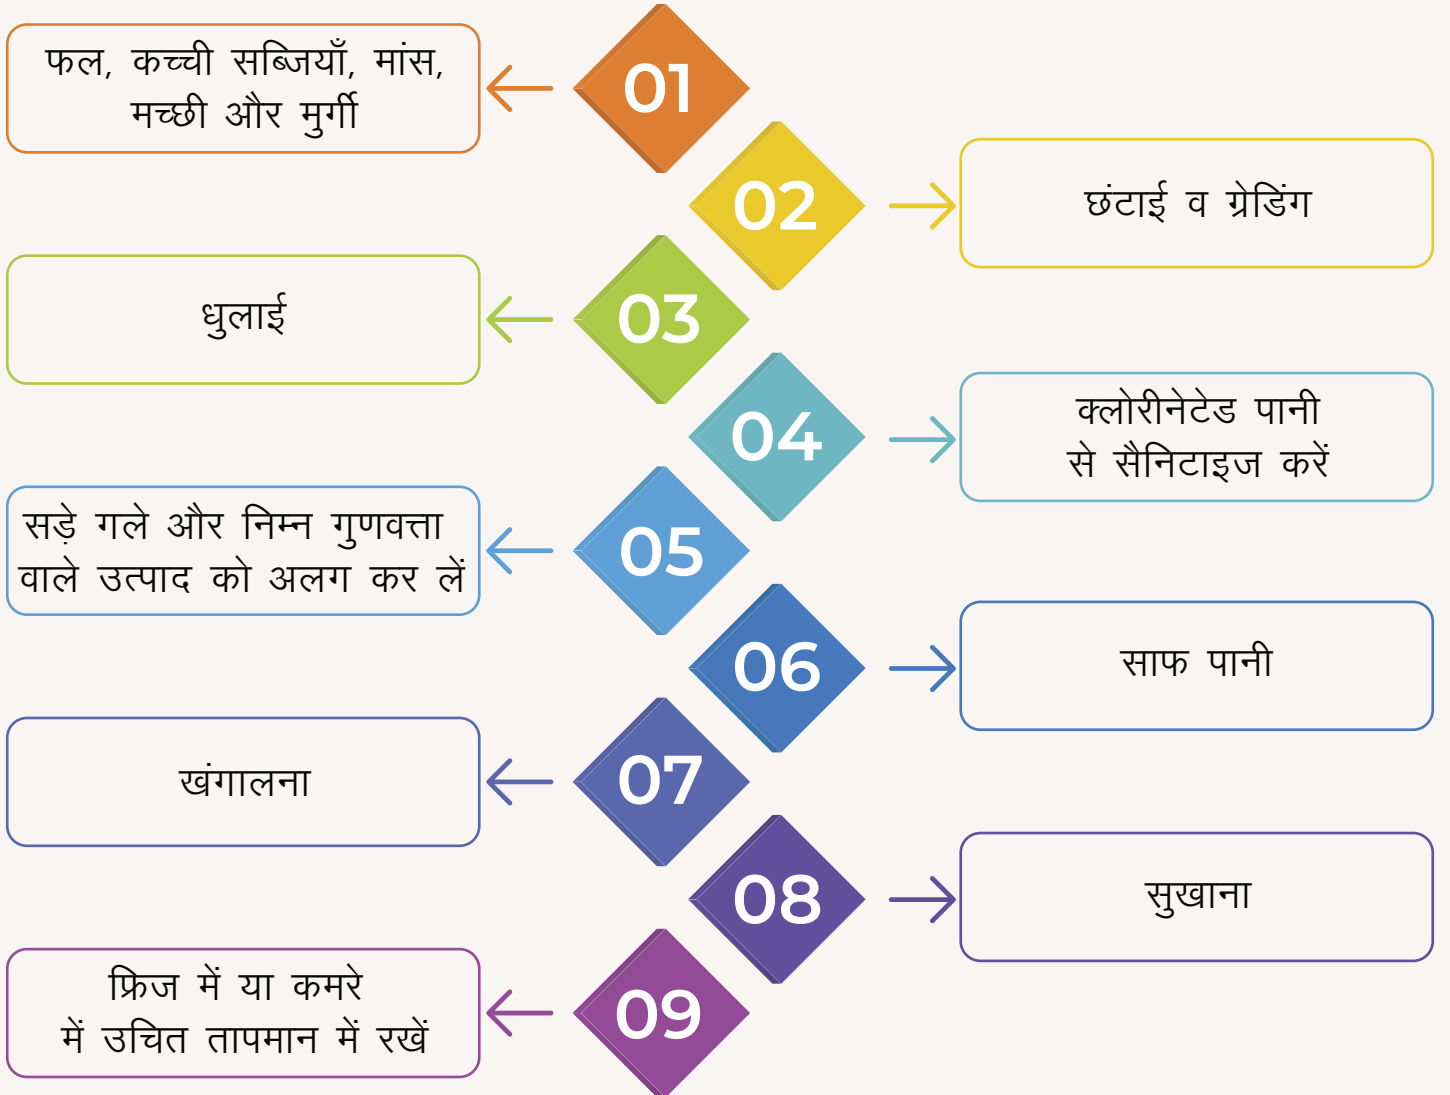 फल, कच्ची सब्जियाँ, मांस,
मच्छी और मुर्गी
01
02
छंटाई व ग्रेडिंग
धुलाई
03
04
क्लोरीनेटेड पानी
से सैनिटाइज करें
सड़े गले और निम्न गुणवत्ता
वाले उत्पाद को अलग कर लें
05
06
साफ पानी
खंगालना
07
08
सुखाना
फ्रिज में या कमरे
में उचित तापमान में रखें
09